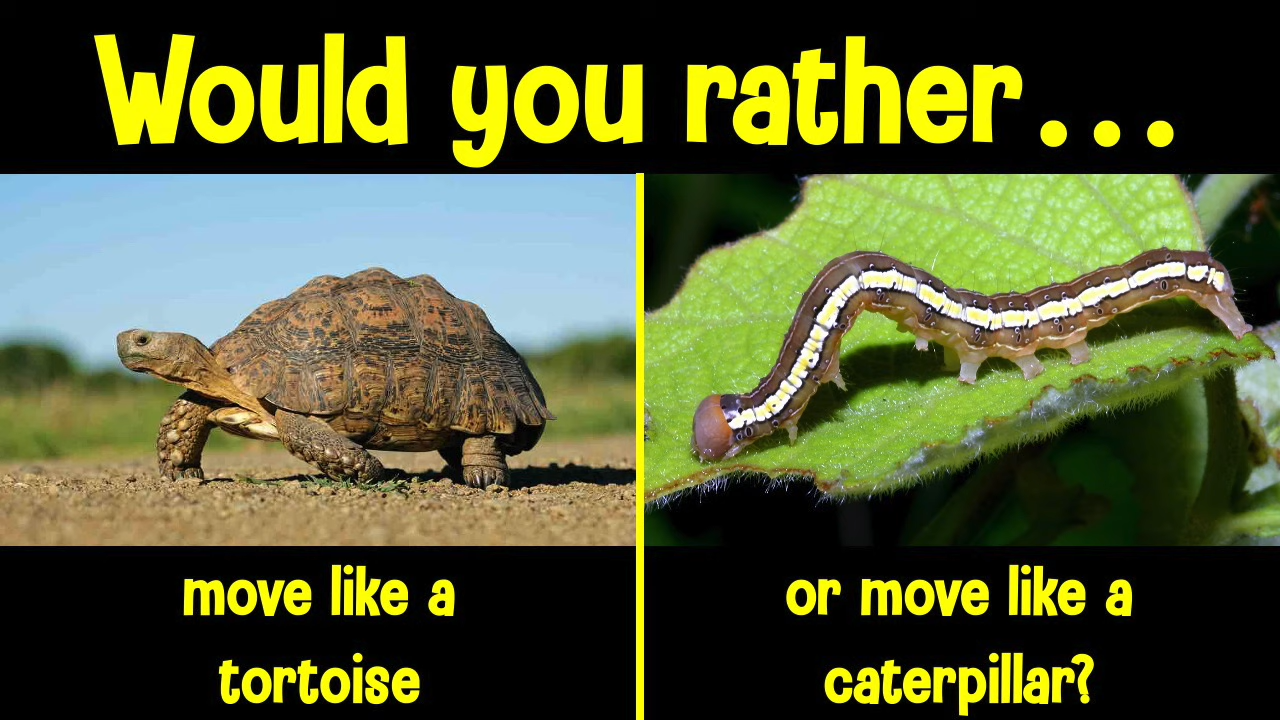 Would you rather...
move like a
tortoise
or move like a
caterpillar?